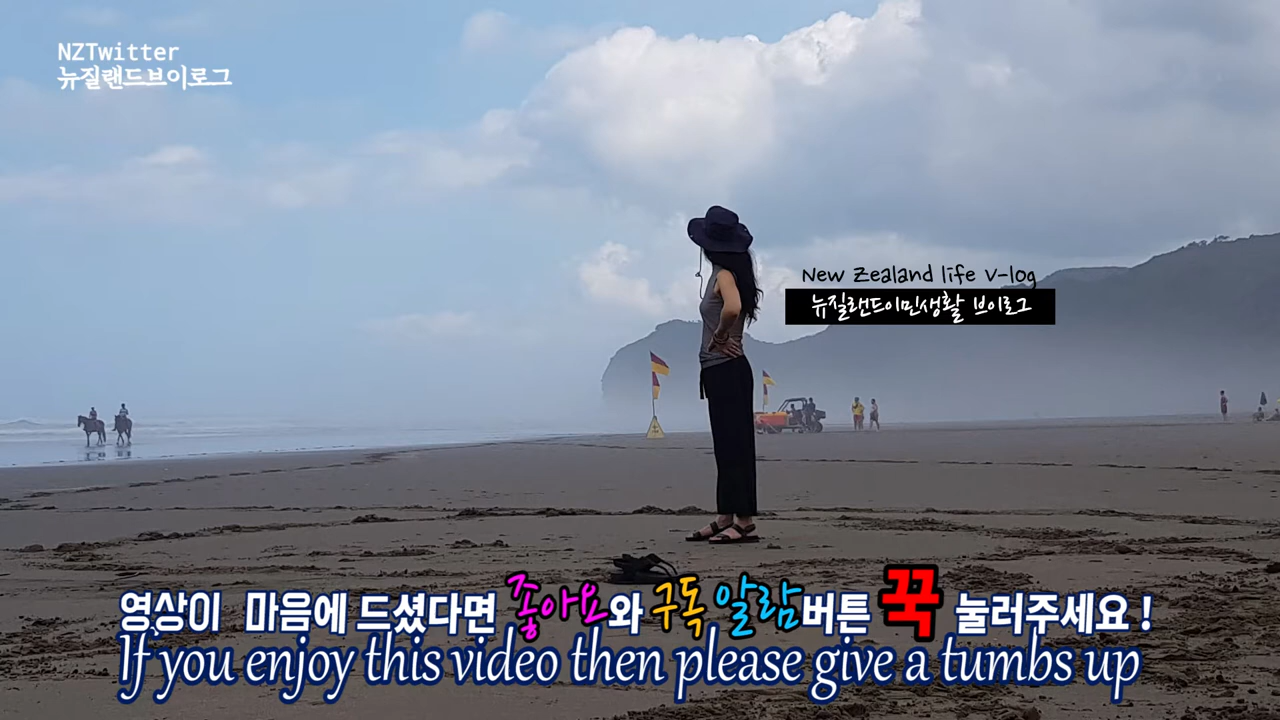 NZTwitter
뉴질랜드브이로그
New Zealand life V-log
뉴질랜드이민생활 브이로그
영상이 마음에 드셨다면 좋아요와 구독 알람버튼 꾹 눌러주세요 !
If you enjoy this video then please give a tumbs up